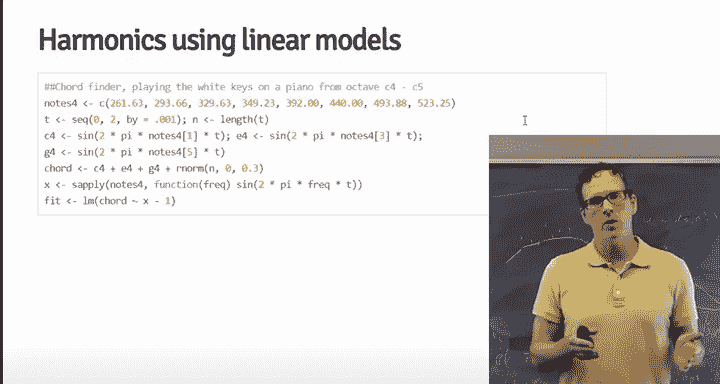 Harmonics using linear models
##Chord finder, playing the white keys on a piano from octave c4 - c5
notes4 <- c(261.63, 293.66, 329.63, 349.23, 392.00, 440.00, 493.88, 523.25)
t <- seq(0, 2, by = .001); n <- length(t)
c4 <- sin(2 * pi * notes4[1] * t); e4 <- sin(2 * pi * notes4[3] * t);
g4 <- sin(2 * pi * notes4[5] * t)
chord <- c4 + e4 + g4 + rnorm(n, 0, 0.3)
x <- sapply(notes4, function(freq) sin(2 * pi * freq * t))
fit <- lm(chord ~ x - 1)